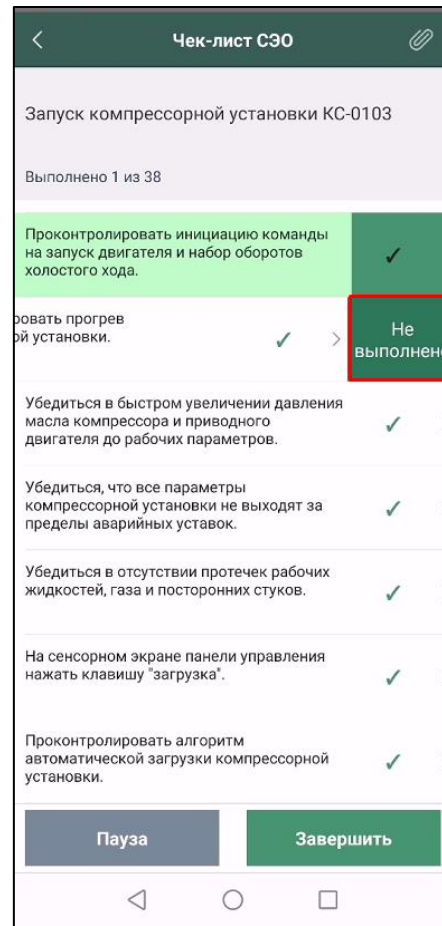 Чек-лист СЭО
Запуск компрессорной установки КС-0103
Выполнено 1 из 38
Проконтролировать инициацию команды
на запуск двигателя и набор оборотов
холостого хода.
овать прогрев
ой установки.
Не
выполнено
Убедиться в быстром увеличении давления
масла компрессора и приводного
двигателя до рабочих параметров.
Убедиться, что все параметры
компрессорной установки не выходят за
пределы аварийных уставок.
Убедиться в отсутствии протечек рабочих
жидкостей, газа и посторонних стуков.
На сенсорном экране панели управления
нажать клавишу "загрузка".
Проконтролировать алгоритм
автоматической загрузки компрессорной
установки.
Пауза
Завершить